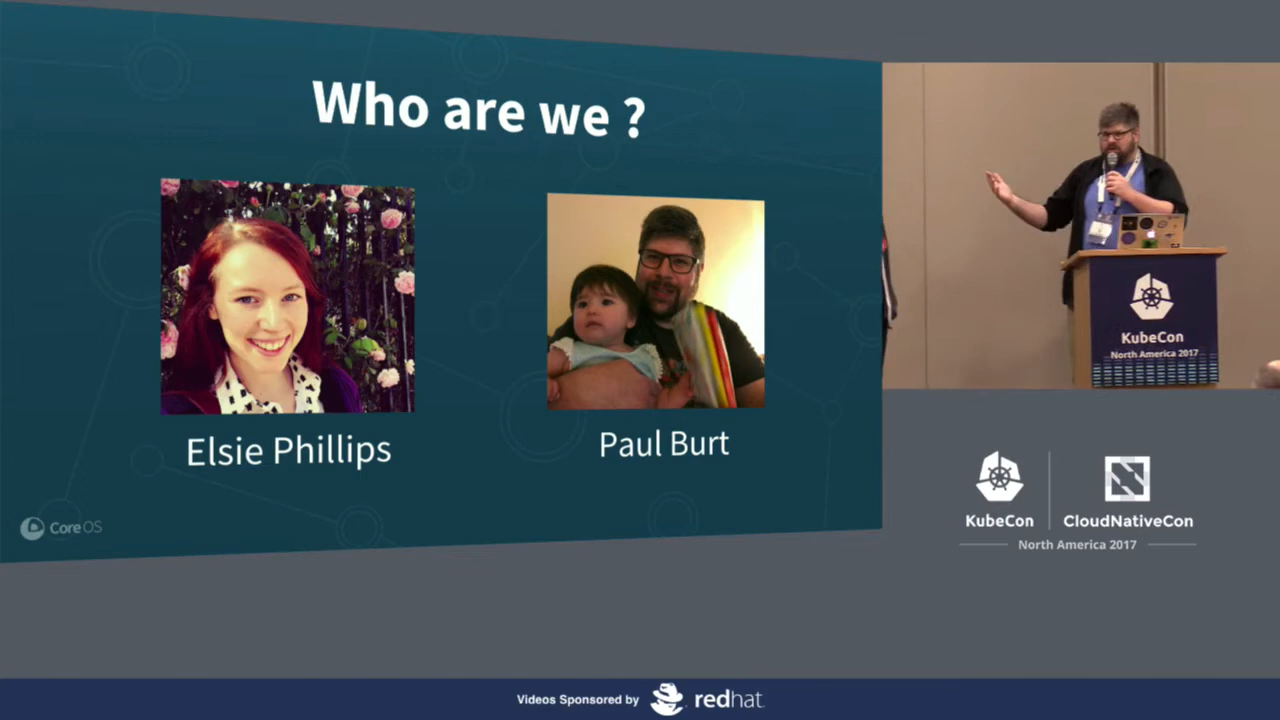 Who are we ?
Elsie Phillips
Paul Burt
CoreOS
KubeCon
North America 2017
KubeCon
CloudNativeCon
North America 2017
Videos Sponsored by redhat.